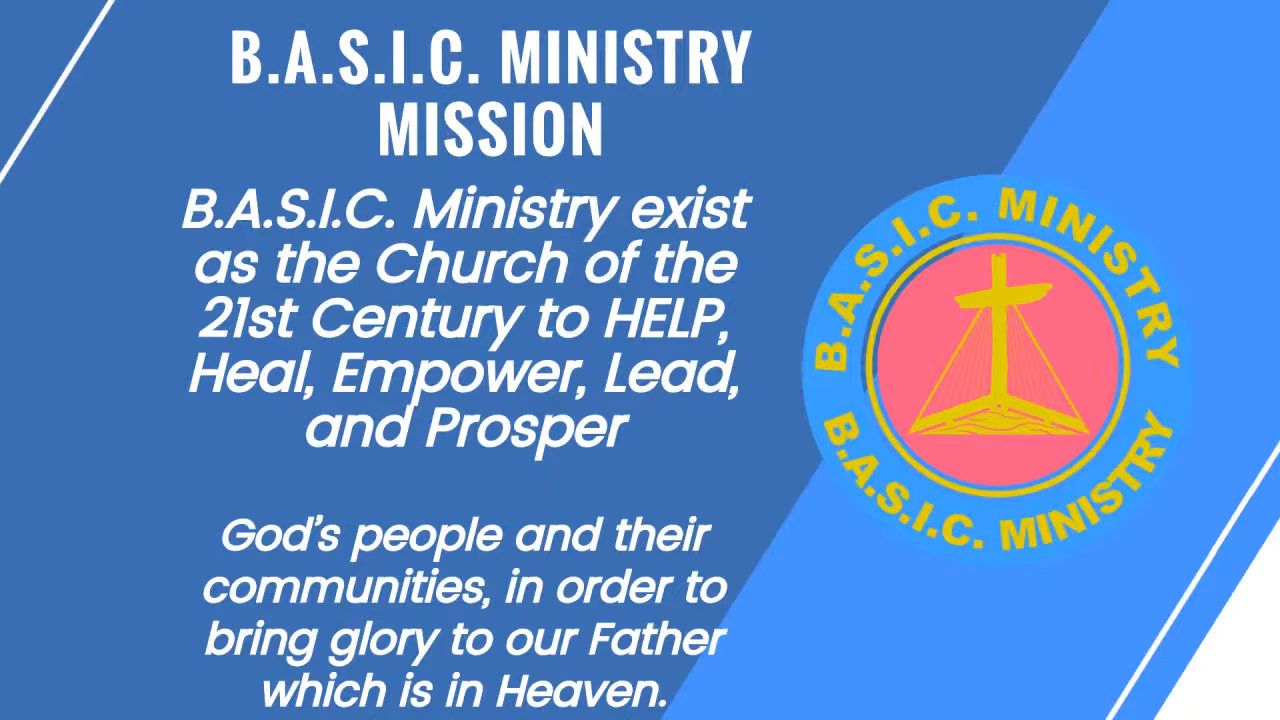 B.A.S.I.C. MINISTRY
MISSION
B.A.S.I.C. Ministry exist
as the Church of the
21st Century to HELP,
Heal, Empower, Lead,
and Prosper
God's people and their
communities, in order to
bring glory to our Father
which is in Heaven.
B.A.S.I.C. MINISTRY
B.A.S.I.C. MINISTRY